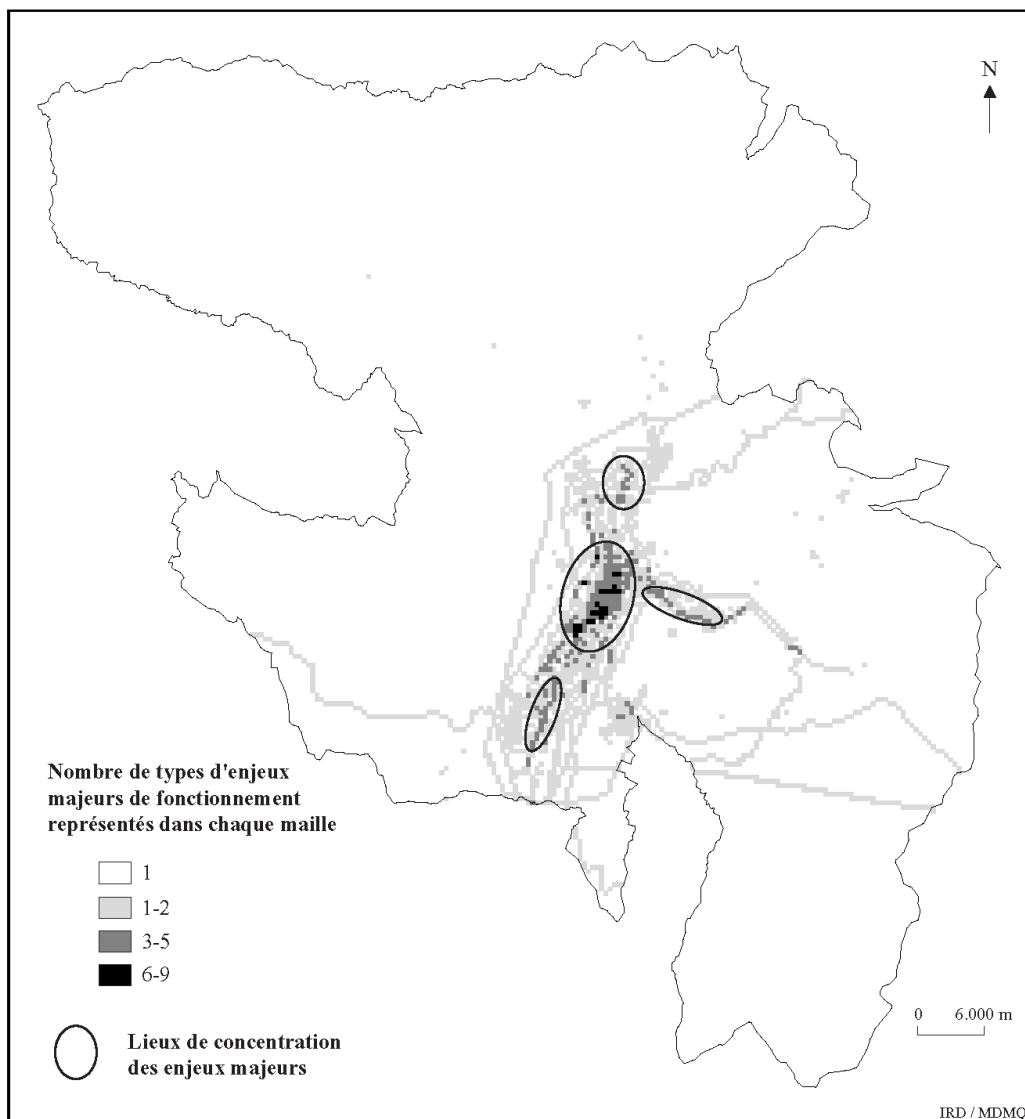 N
Nombre de types d'enjeux
majeurs de fonctionnement
représentés dans chaque maille
1
1-2
3-5
6-9
Lieux de concentration
des enjeux majeurs
0 6.000 m
IRD / MDMQ